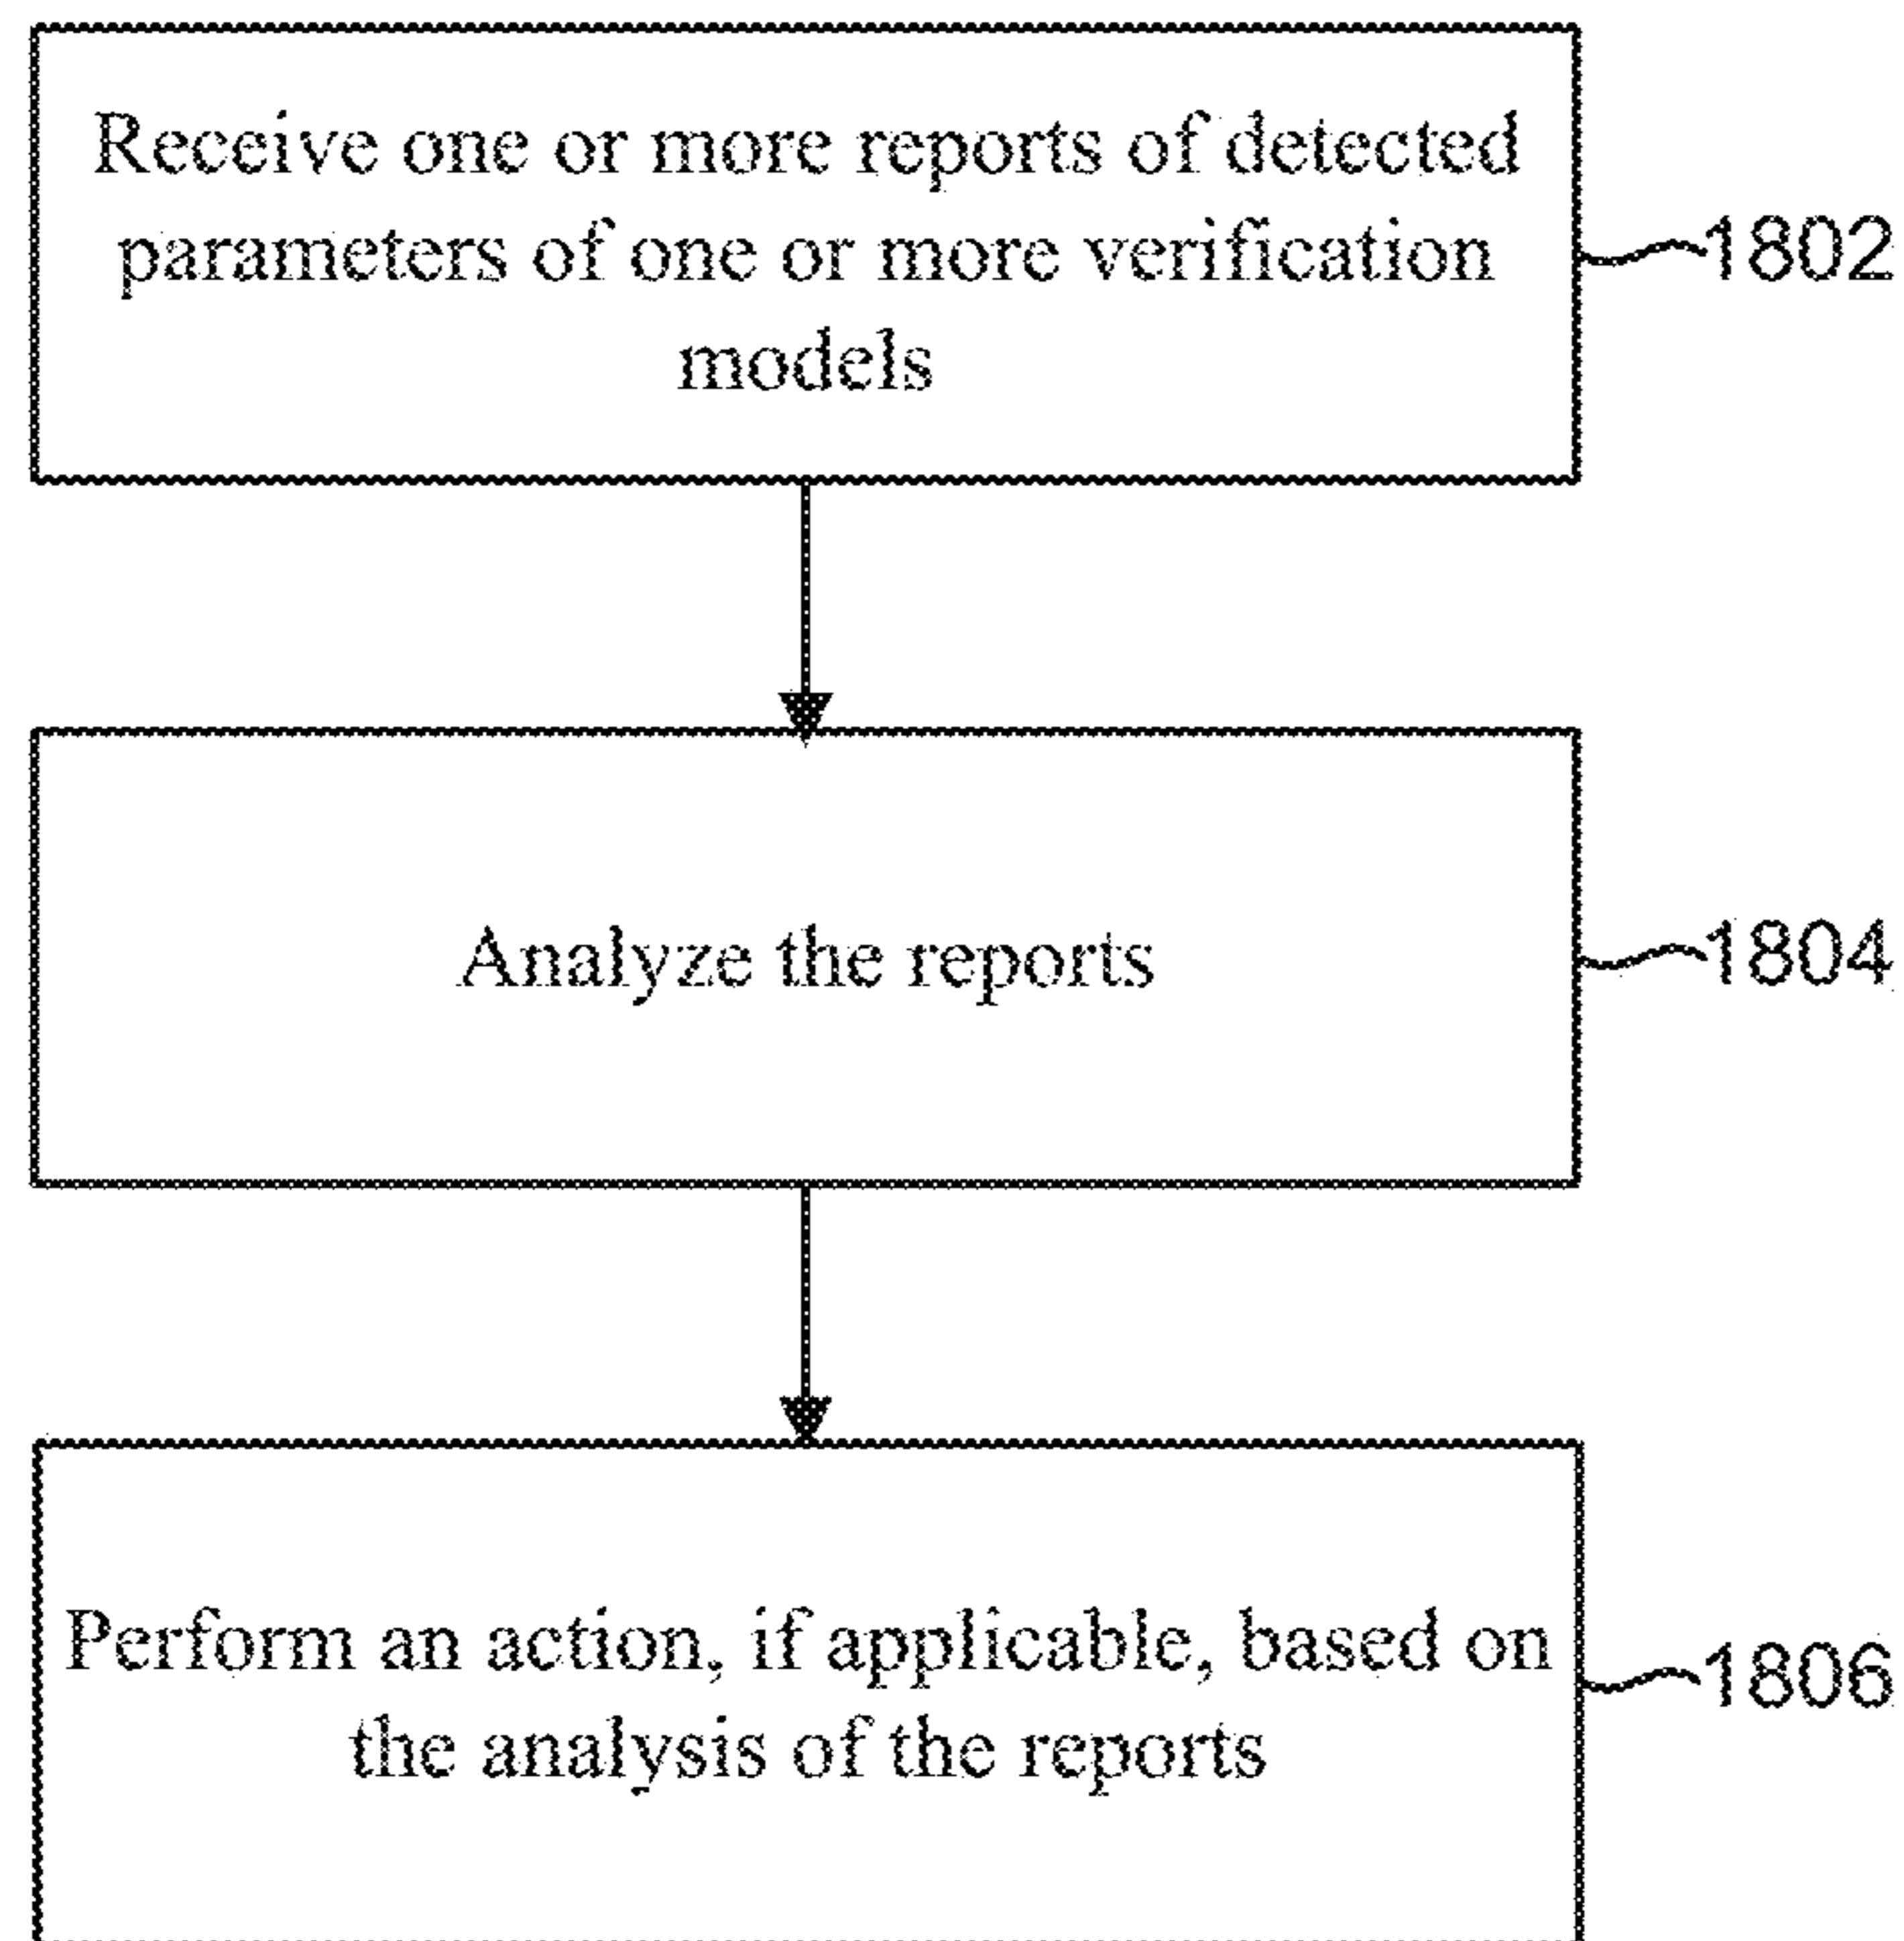 Receive one or more reports of detected
parameters of one or more verification
models
1802
Analyze the reports
1804
Perform an action, if applicable, based on
the analysis of the reports
1806